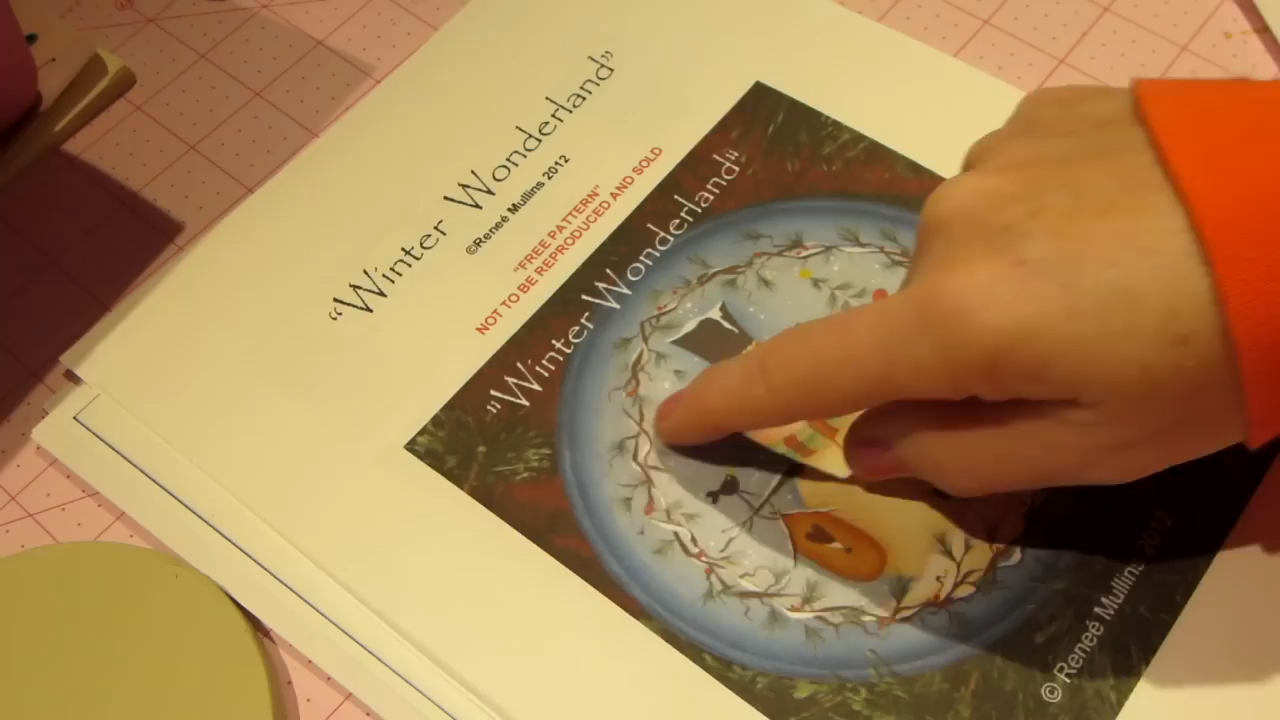 “Winter Wonderland”
©Reneé Mullins 2012
“FREE PATTERN”
NOT TO BE REPRODUCED AND SOLD
"Winter Wonderland"
© Reneé Mullins 2012